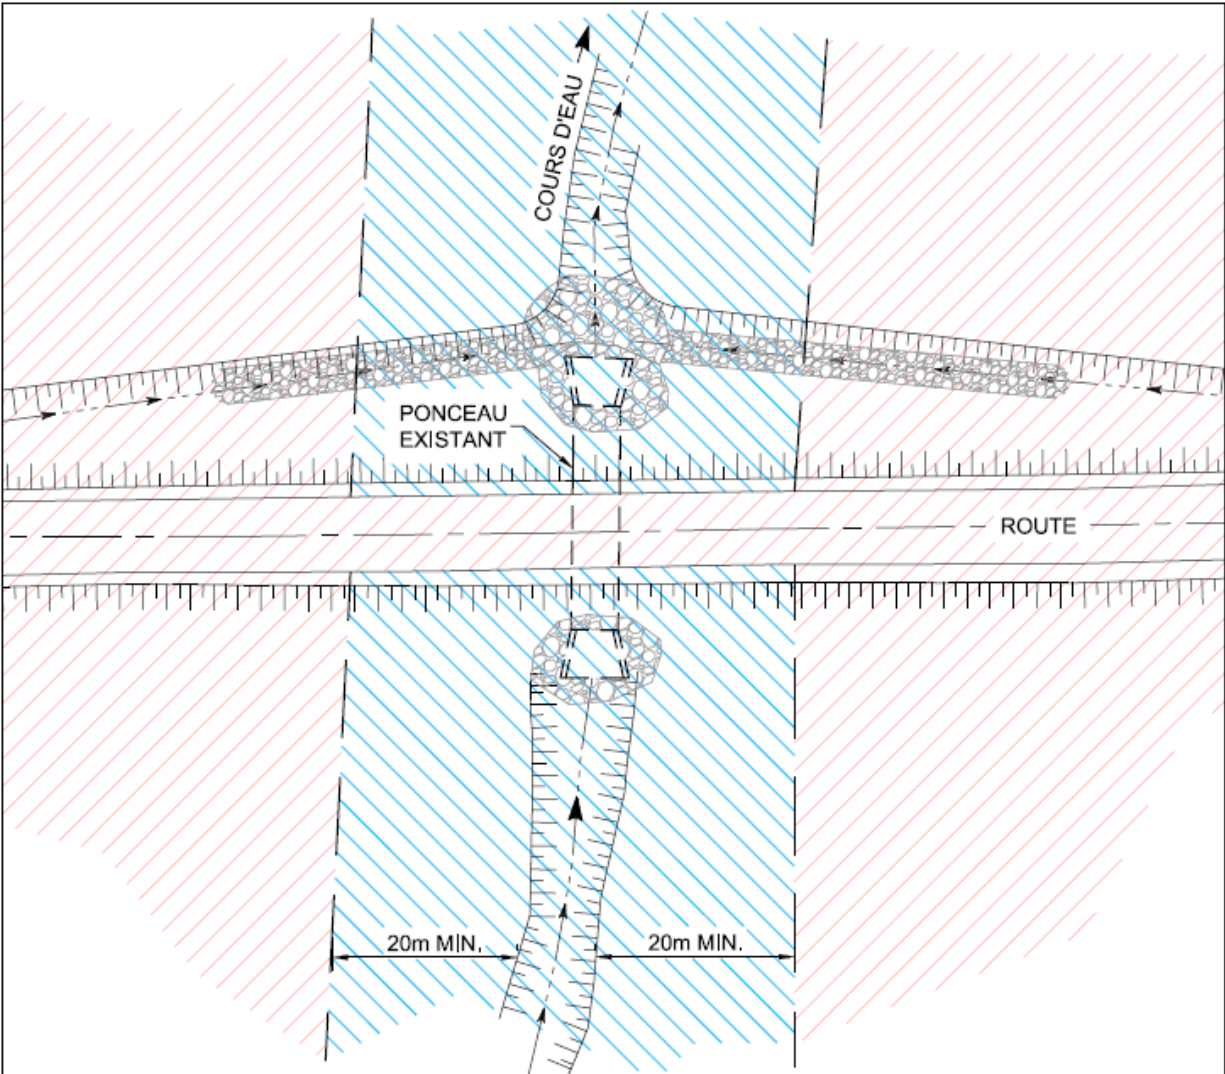 COURS D'EAU
PONCEAU
EXISTANT
ROUTE
20m MIN.
20m MIN.